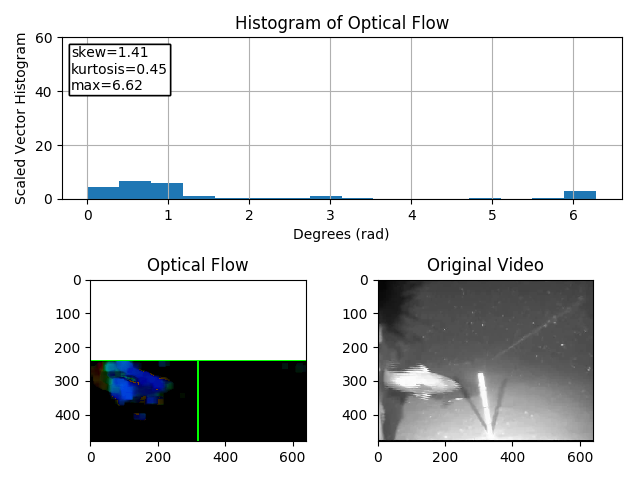 Histogram of Optical Flow
skew=1.41
kurtosis=0.45
max=6.62
Scaled Vector Histogram
60
40
20
0
0 1 2 3 4 5 6
Degrees (rad)
Optical Flow
0
100
200
300
400
0 200 400 600
Original Video
0
100
200
300
400
0 200 400 600